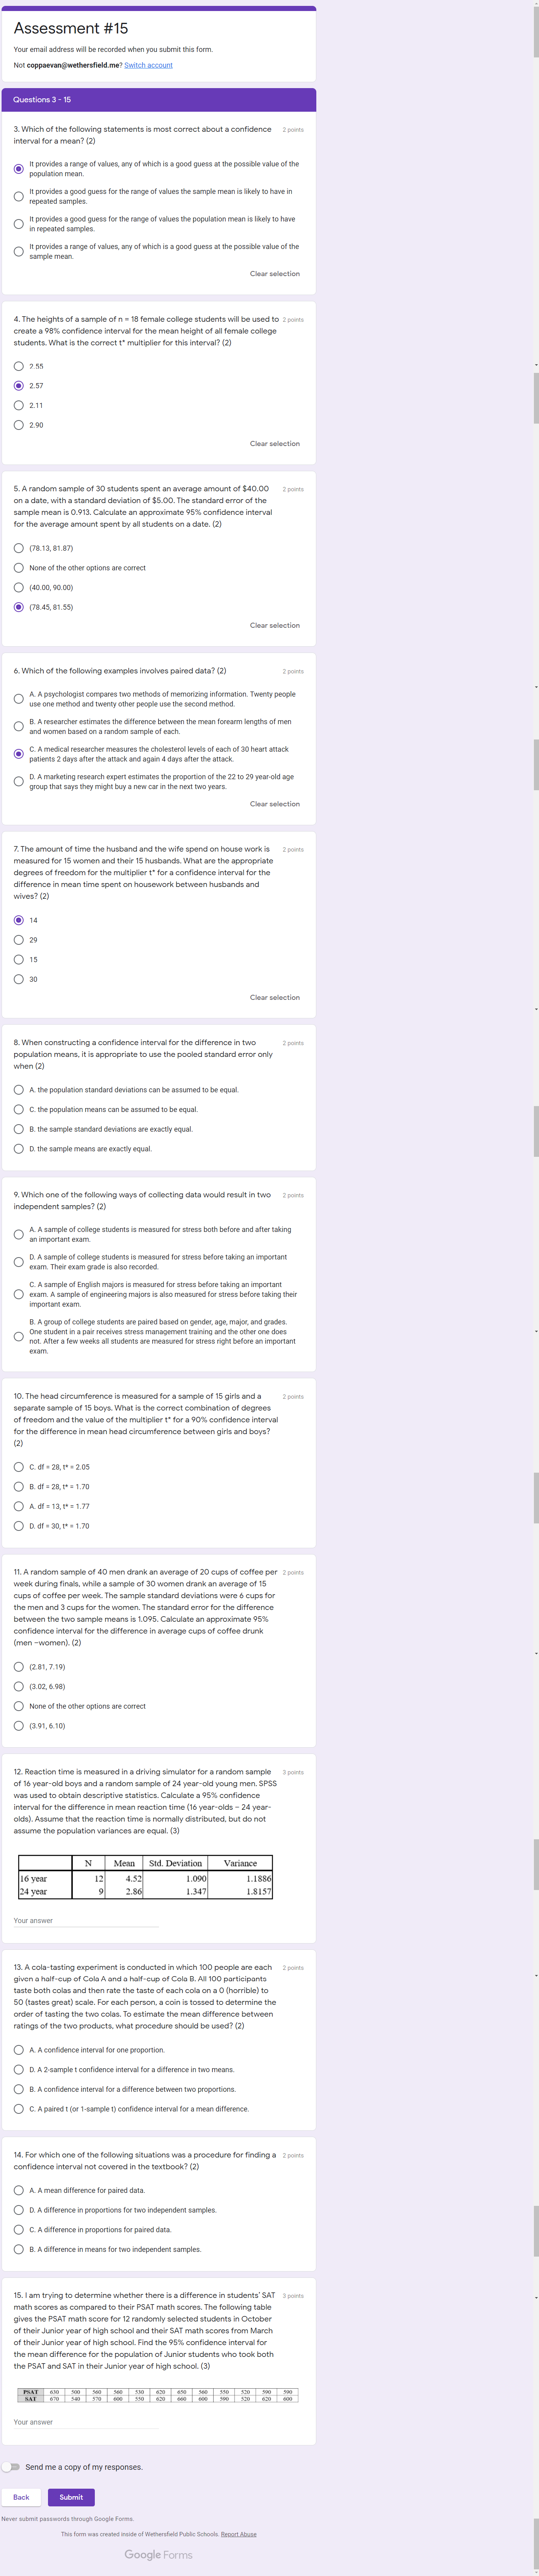 Assessment #15
Your email address will be recorded when you submit this form.
Not coppaevan@wethersfield.me? Switch account
Questions 3 - 15
3. Which of the following statements is most correct about a confidence 2 points
interval for a mean? (2)
It provides a range of values, any of which is a good guess at the possible value of the
population mean.
It provides a good guess for the range of values the sample mean is likely to have in
repeated samples.
It provides a good guess for the range of values the population mean is likely to have
in repeated samples.
It provides a range of values, any of which is a good guess at the possible value of the
sample mean.
Clear selection
4. The heights of a sample of n = 18 female college students will be used to 2 points
create a 98% confidence interval for the mean height of all female college
students. What is the correct t* multiplier for this interval? (2)
2.55
2.57
2.11
2.90
Clear selection
5. A random sample of 30 students spent an average amount of $40.00 2 points
on a date, with a standard deviation of $5.00. The standard error of the
sample mean is 0.913. Calculate an approximate 95% confidence interval
for the average amount spent by all students on a date. (2)
(78.13, 81.87)
None of the other options are correct
(40.00, 90.00)
(78.45, 81.55)
Clear selection
6. Which of the following examples involves paired data? (2) 2 points
A. A psychologist compares two methods of memorizing information. Twenty people
use one method and twenty other people use the second method.
B. A researcher estimates the difference between the mean forearm lengths of men
and women based on a random sample of each.
C. A medical researcher measures the cholesterol levels of each of 30 heart attack
patients 2 days after the attack and again 4 days after the attack.
D. A marketing research expert estimates the proportion of the 22 to 29 year-old age
group that says they might buy a new car in the next two years.
Clear selection
7. The amount of time the husband and the wife spend on house work is 2 points
measured for 15 women and their 15 husbands. What are the appropriate
degrees of freedom for the multiplier t* for a confidence interval for the
difference in mean time spent on housework between husbands and
wives? (2)
14
29
15
30
Clear selection
8. When constructing a confidence interval for the difference in two 2 points
population means, it is appropriate to use the pooled standard error only
when (2)
A. the population standard deviations can be assumed to be equal.
C. the population means can be assumed to be equal.
B. the sample standard deviations are exactly equal.
D. the sample means are exactly equal.
9. Which one of the following ways of collecting data would result in two 2 points
independent samples? (2)
A. A sample of college students is measured for stress both before and after taking
an important exam.
D. A sample of college students is measured for stress before taking an important
exam. Their exam grade is also recorded.
C. A sample of English majors is measured for stress before taking an important
exam. A sample of engineering majors is also measured for stress before taking their
important exam.
B. A group of college students are paired based on gender, age, major, and grades.
One student in a pair receives stress management training and the other one does
not. After a few weeks all students are measured for stress right before an important
exam.
10. The head circumference is measured for a sample of 15 girls and a 2 points
separate sample of 15 boys. What is the correct combination of degrees
of freedom and the value of the multiplier t* for a 90% confidence interval
for the difference in mean head circumference between girls and boys?
(2)
C. df = 28, t* = 2.05
B. df = 28, t* = 1.70
A. df = 13, t* = 1.77
D. df = 30, t* = 1.70
11. A random sample of 40 men drank an average of 20 cups of coffee per 2 points
week during finals, while a sample of 30 women drank an average of 15
cups of coffee per week. The sample standard deviations were 6 cups for
the men and 3 cups for the women. The standard error for the difference
between the two sample means is 1.095. Calculate an approximate 95%
confidence interval for the difference in average cups of coffee drunk
(men −women). (2)
(2.81, 7.19)
(3.02, 6.98)
None of the other options are correct
(3.91, 6.10)
12. Reaction time is measured in a driving simulator for a random sample 3 points
of 16 year-old boys and a random sample of 24 year-old young men. SPSS
was used to obtain descriptive statistics. Calculate a 95% confidence
interval for the difference in mean reaction time (16 year-olds − 24 year-
olds). Assume that the reaction time is normally distributed, but do not
assume the population variances are equal. (3)
N Mean Std. Deviation Variance
16 year 12 4.52 1.090 1.1886
24 year 9 2.86 1.347 1.8157
Your answer
13. A cola-tasting experiment is conducted in which 100 people are each 2 points
given a half-cup of Cola A and a half-cup of Cola B. All 100 participants
taste both colas and then rate the taste of each cola on a 0 (horrible) to
50 (tastes great) scale. For each person, a coin is tossed to determine the
order of tasting the two colas. To estimate the mean difference between
ratings of the two products, what procedure should be used? (2)
A. A confidence interval for one proportion.
D. A 2-sample t confidence interval for a difference in two means.
B. A confidence interval for a difference between two proportions.
C. A paired t (or 1-sample t) confidence interval for a mean difference.
14. For which one of the following situations was a procedure for finding a 2 points
confidence interval not covered in the textbook? (2)
A. A mean difference for paired data.
D. A difference in proportions for two independent samples.
C. A difference in proportions for paired data.
B. A difference in means for two independent samples.
15. I am trying to determine whether there is a difference in students' SAT 3 points
math scores as compared to their PSAT math scores. The following table
gives the PSAT math score for 12 randomly selected students in October
of their Junior year of high school and their SAT math scores from March
of their Junior year of high school. Find the 95% confidence interval for
the mean difference for the population of Junior students who took both
the PSAT and SAT in their Junior year of high school. (3)
PSAT 630 500 560 560 530 620 650 560 550 520 590 590
SAT 670 540 570 600 550 620 660 600 590 520 620 600
Your answer
Send me a copy of my responses.
Back Submit
Never submit passwords through Google Forms.
This form was created inside of Wethersfield Public Schools. Report Abuse
Google Forms